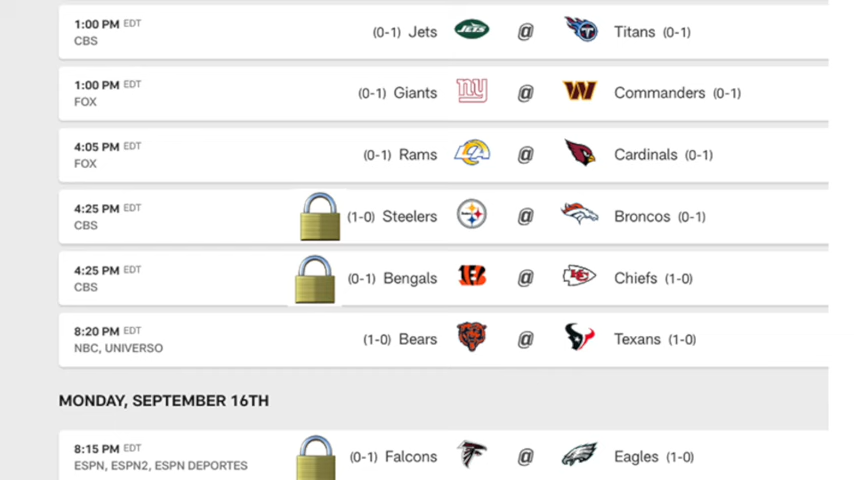 1:00 PM EDT (0-1) Jets JETS @ T Titans (0-1)
CBS
1:00 PM EDT (0-1) Giants ny @ W Commanders (0-1)
FOX
4:05 PM EDT (0-1) Rams @ Cardinals (0-1)
FOX
4:25 PM EDT (1-0) Steelers Steelers @ Broncos (0-1)
CBS
4:25 PM EDT (0-1) Bengals B @ KC Chiefs (1-0)
CBS
8:20 PM EDT (1-0) Bears @ Texans (1-0)
NBC, UNIVERSO
MONDAY, SEPTEMBER 16TH
8:15 PM EDT (0-1) Falcons @ Eagles (1-0)
ESPN, ESPN2, ESPN DEPORTES